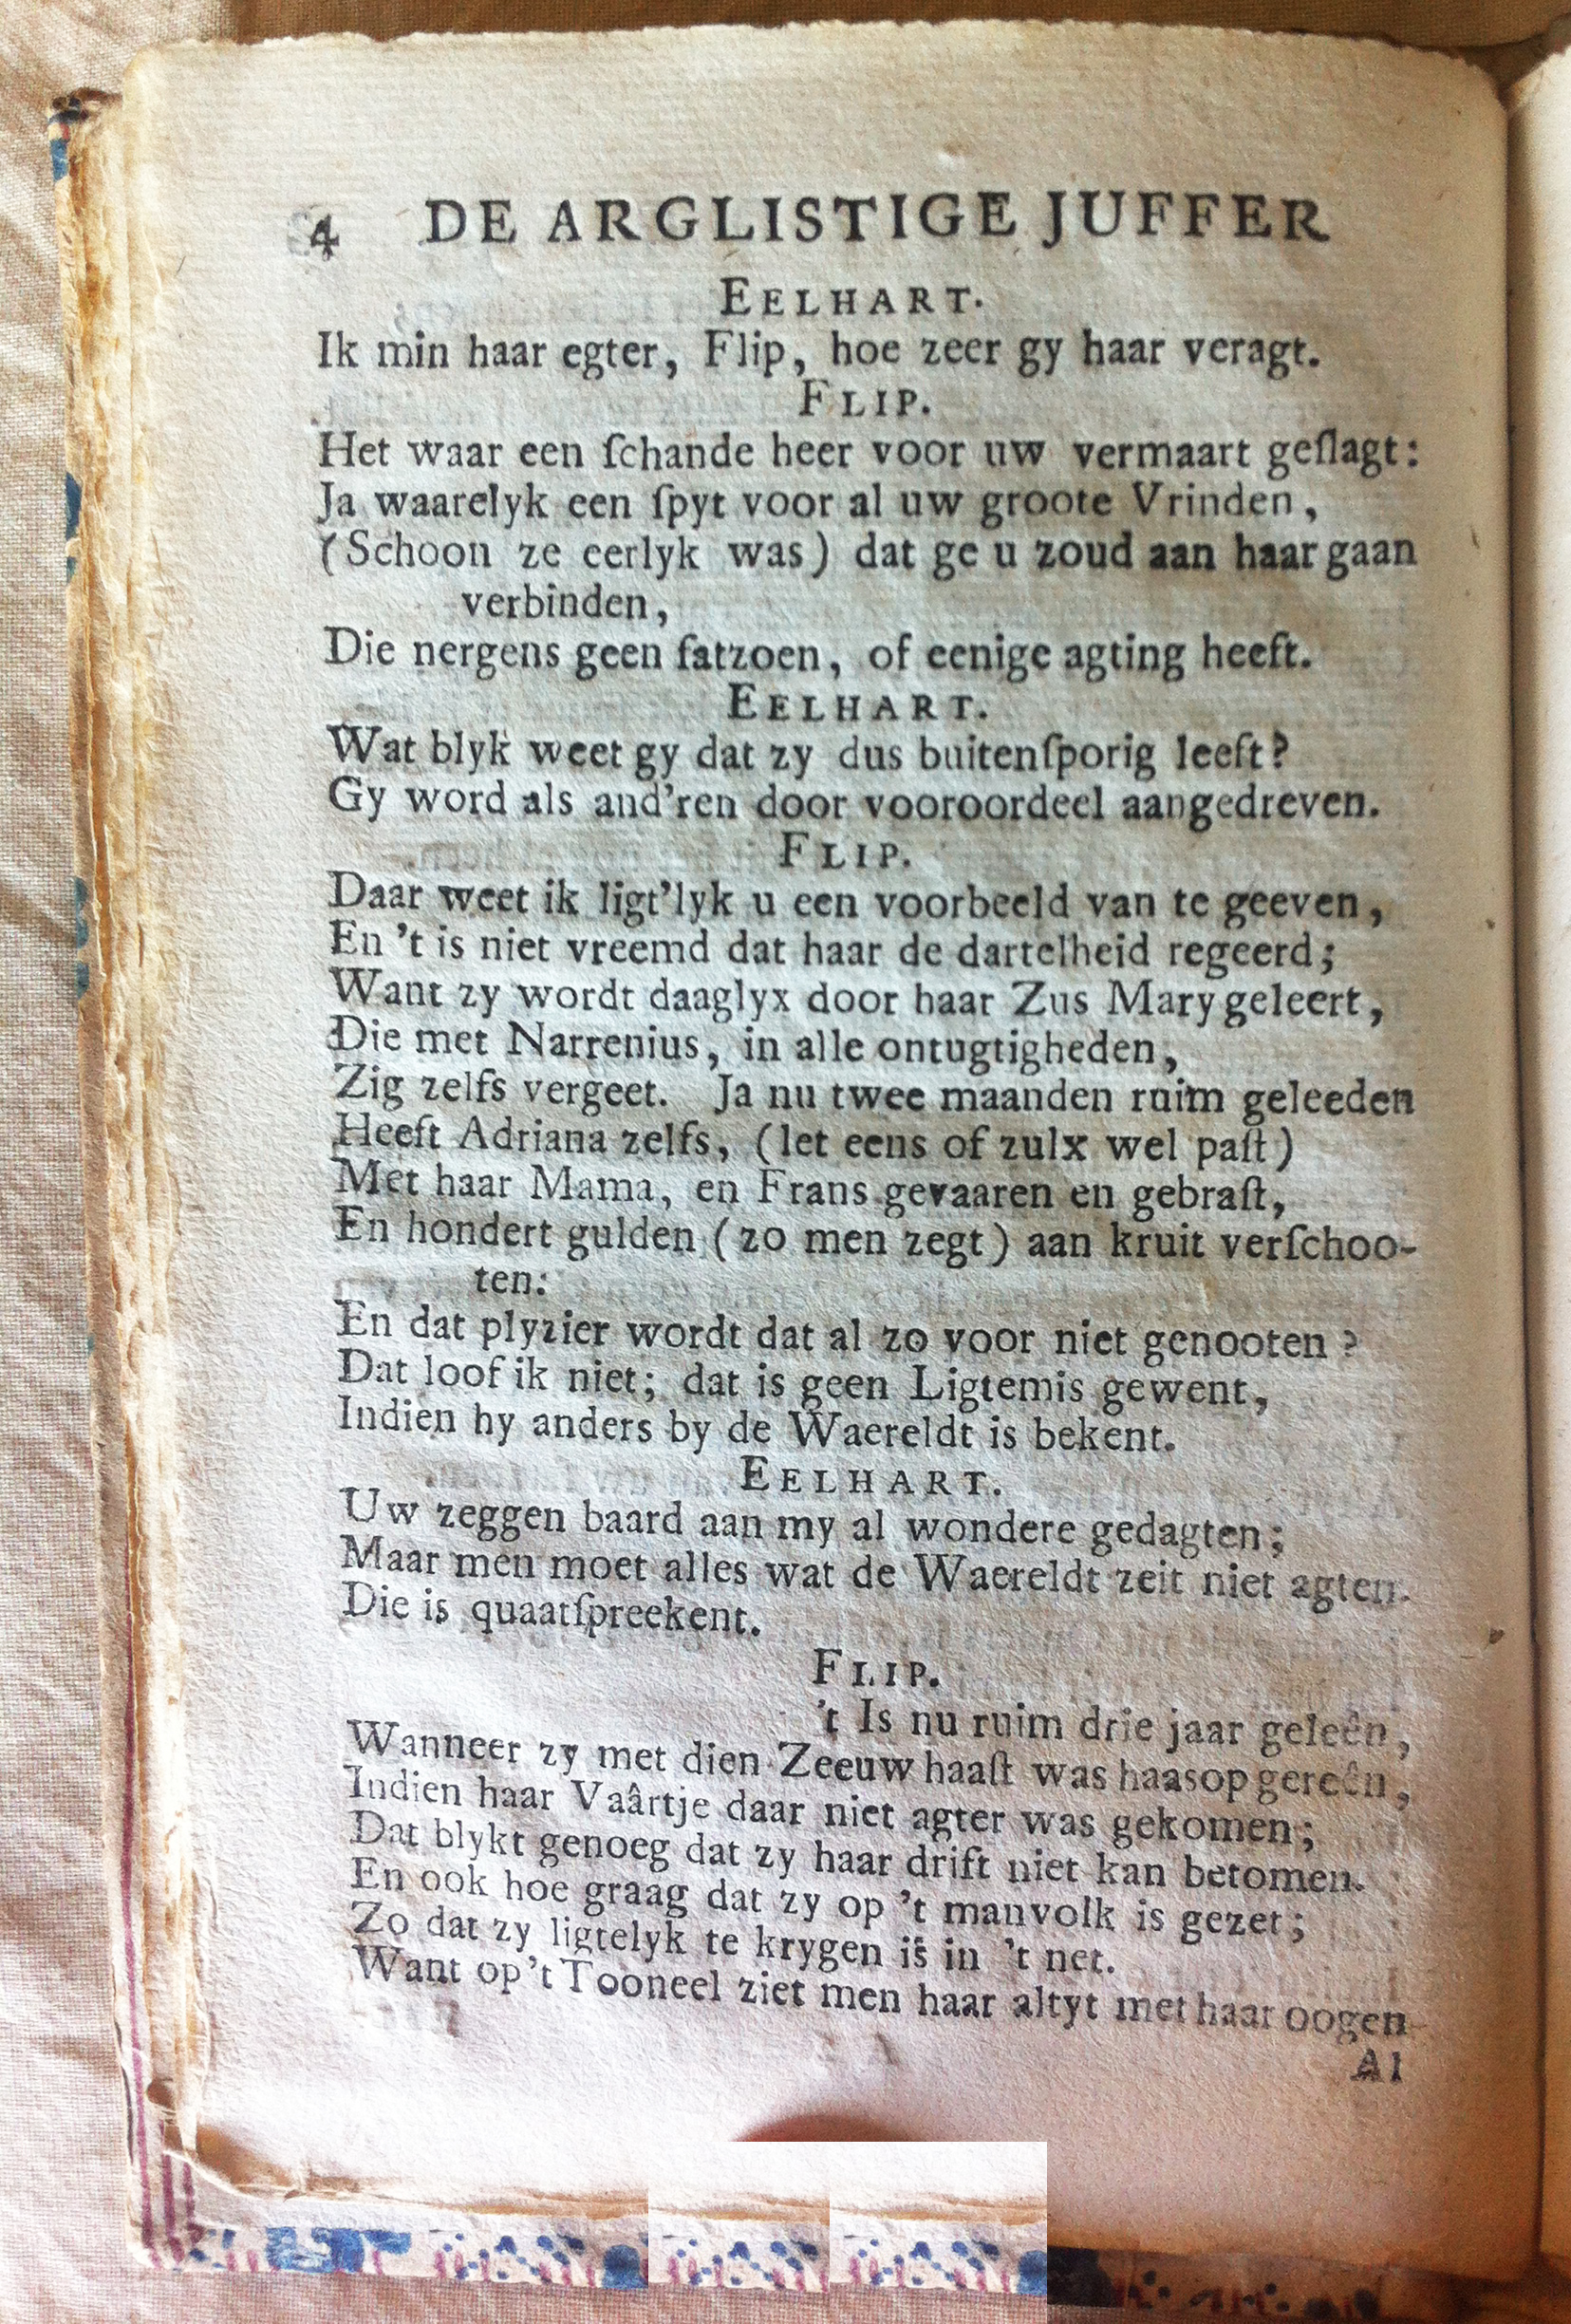 4 DE ARGLISTIGE JUFFER
EELHART.
Ik min haar egter, Flip, hoe zeer gy haar veragt.
FLIP.
Het waar een ſchande heer voor uw vermaart geſlagt:
Ja waarelyk een ſpyt voor al uw groote Vrinden,
(Schoon ze eerlyk was) dat ge u zoud aan haar gaan
verbinden,
Die nergens geen fatzoen, of eenige agting heeft.
EELHART.
Wat blyk weet gy dat zy dus buitenſporig leeft?
Gy word als and'ren door vooroordeel aangedreven.
FLIP.
Daar weet ik ligt'lyk u een voorbeeld van te geeven,
En 't is niet vreemd dat haar de dartelheid regeerd;
Want zy wordt daaglyx door haar Zus Mary geleert,
Die met Narrenius, in alle ontugtigheden,
Zig zelfs vergeet. Ja nu twee maanden ruim geleeden
Heeft Adriana zelfs, (let eens of zulx wel paſt)
Met haar Mama, en Frans gevaaren en gebraſt,
En hondert gulden (zo men zegt) aan kruit verſchoo-
ten:
En dat plyzier wordt dat al zo voor niet genooten?
Dat loof ik niet; dat is geen Ligtemis gewent,
Indien hy anders by de Waereldt is bekent.
EELHART.
Uw zeggen baard aan my al wondere gedagten;
Maar men moet alles wat de Waereldt zeit niet agten.
Die is quaatſpreekent.
FLIP.
't Is nu ruim drie jaar geleên,
Wanneer zy met dien Zeeuw haaſt was haasop gereên,
Indien haar Vaârtje daar niet agter was gekomen;
Dat blykt genoeg dat zy haar drift niet kan betomen.
En ook hoe graag dat zy op 't manvolk is gezet;
Zo dat zy ligtelyk te krygen is in 't net.
Want op 't Tooneel ziet men haar altyt met haar oogen
Al